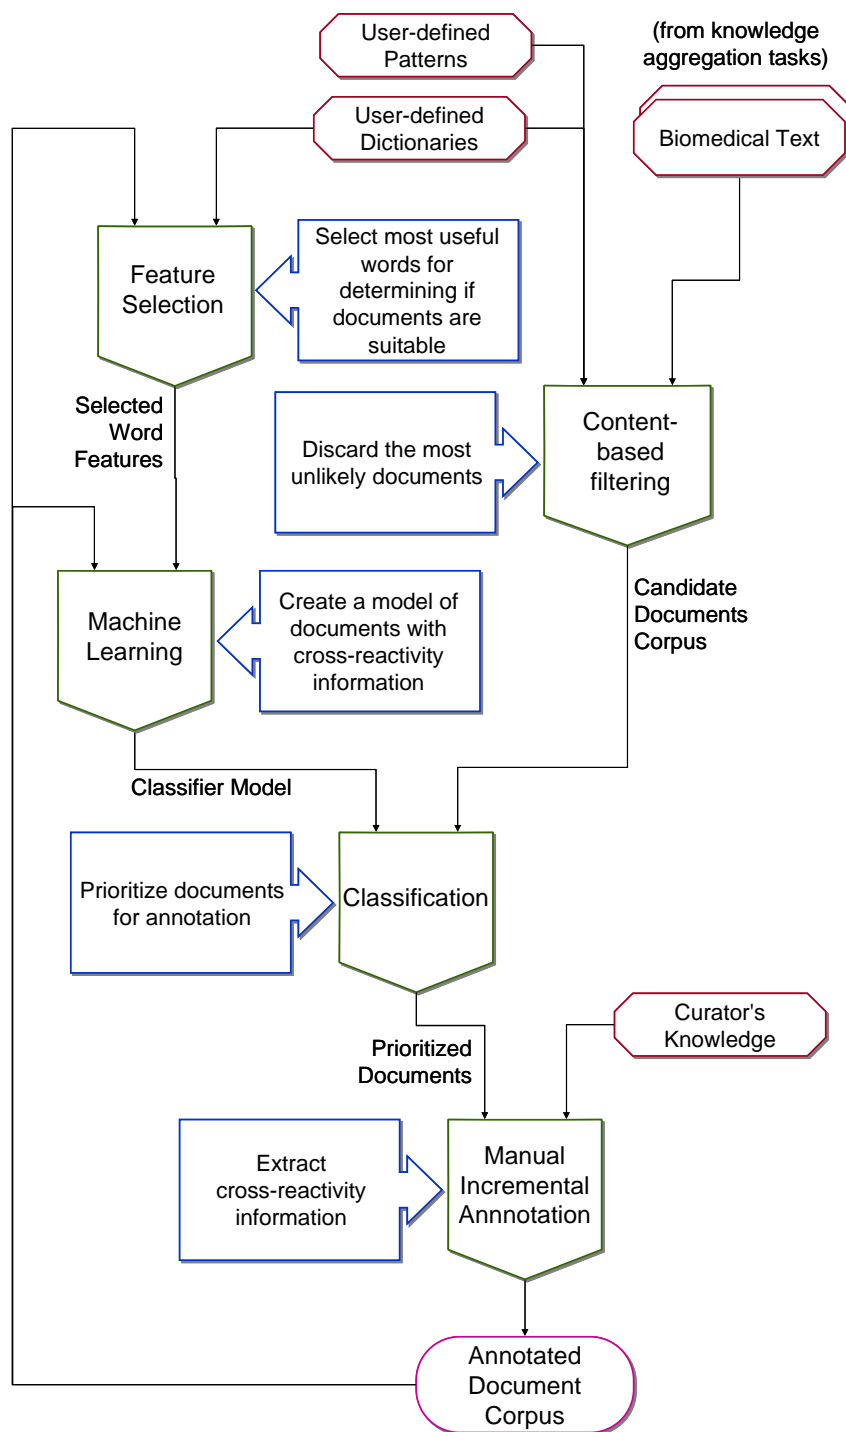 User-defined
Patterns
(from knowledge
aggregation tasks)
User-defined
Dictionaries
Biomedical Text
Feature
Selection
Select most useful
words for
determining if
documents are
suitable
Selected
Word
Features
Discard the most
unlikely documents
Content-
based
filtering
Machine
Learning
Create a model of
documents with
cross-reactivity
information
Candidate
Documents
Corpus
Classifier Model
Prioritize documents
for annotation
Classification
Prioritized
Documents
Curator's
Knowledge
Extract
cross-reactivity
information
Manual
Incremental
Annnotation
Annotated
Document
Corpus